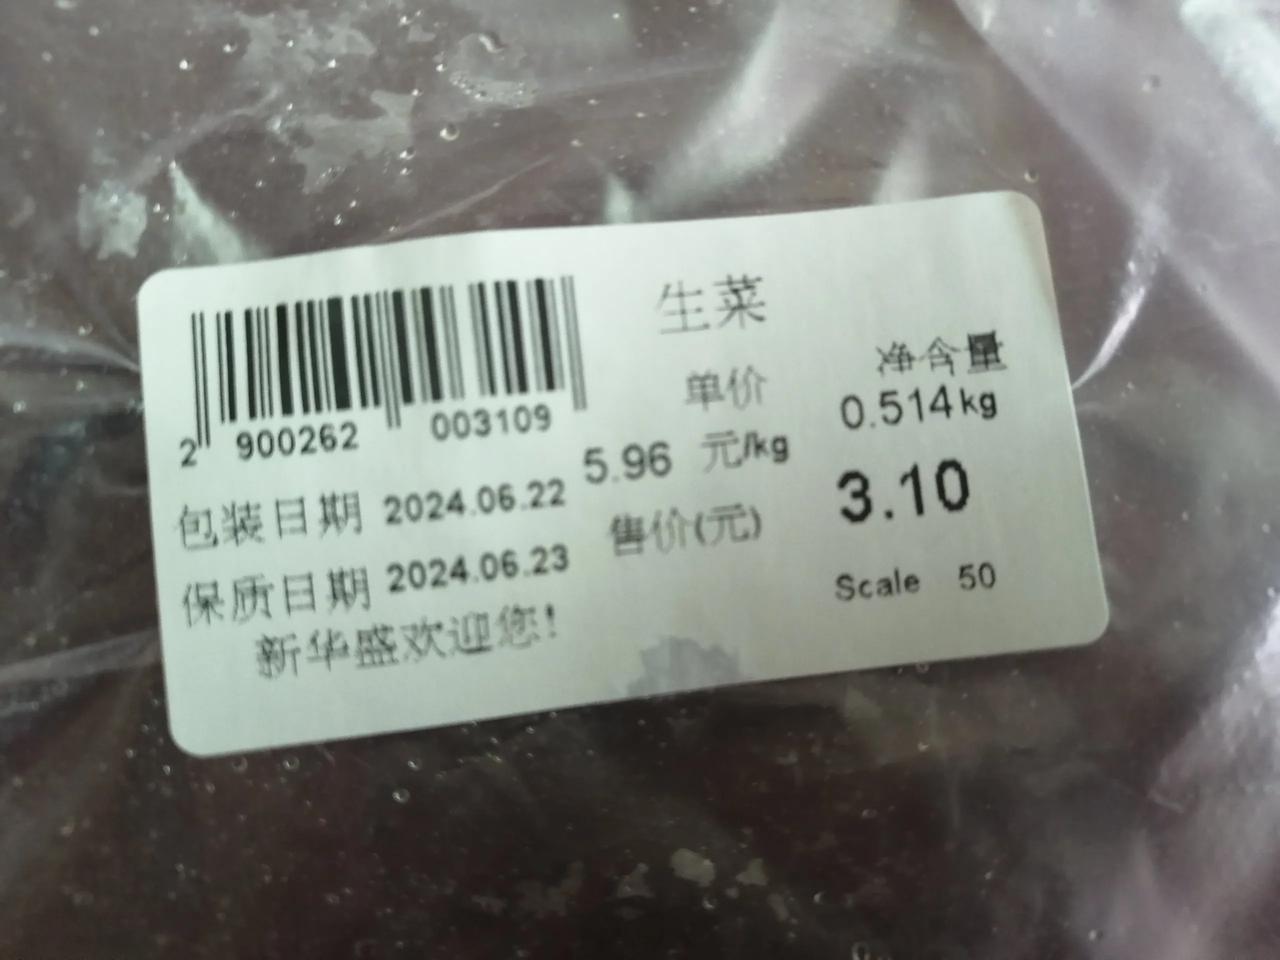 生菜
净含量
单价
0.514kg
2 900262 003109
5.96 元/kg
包装日期 2024.06.22
售价(元) 3.10
保质日期 2024.06.23
Scale 50
新华盛欢迎您!